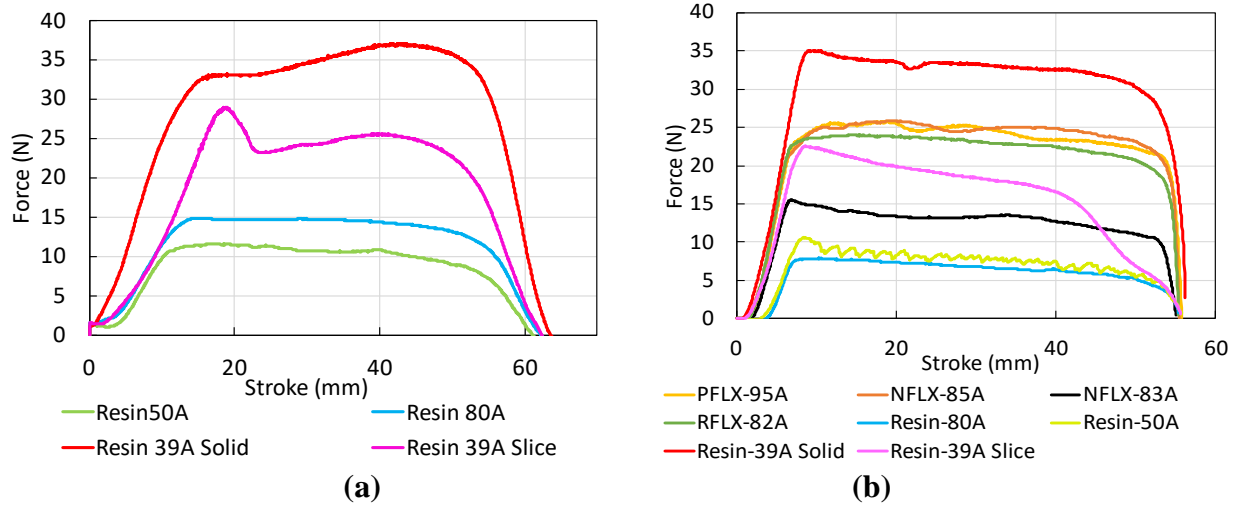 40
35
30
25
20
15
10
5
0
Force (N)
0 20 40 60
Stroke (mm)
Resin50A Resin 80A
Resin 39A Solid Resin 39A Slice
(a)
40
35
30
25
20
15
10
5
0
Force (N)
0 20 40 60
Stroke (mm)
PFLX-95A NFLX-85A NFLX-83A
RFLX-82A Resin-80A Resin-50A
Resin-39A Solid Resin-39A Slice
(b)